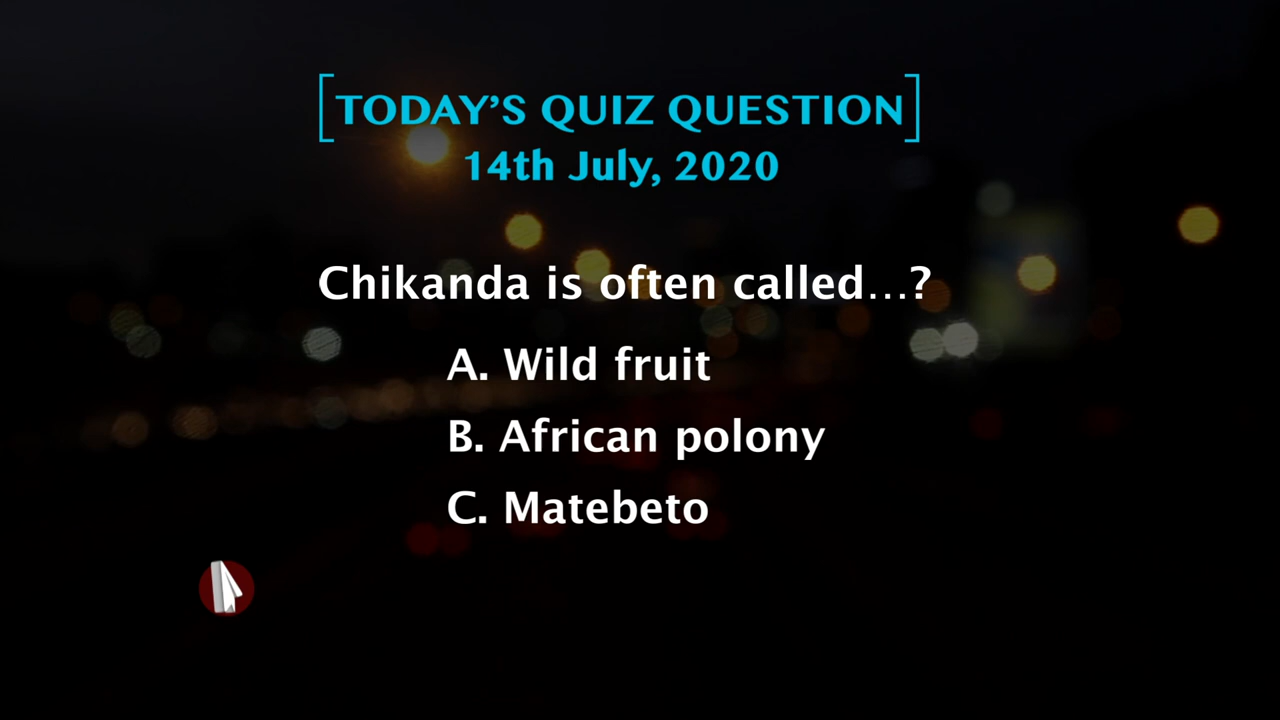 [TODAY'S QUIZ QUESTION]
14th July, 2020
Chikanda is often called...?
A. Wild fruit
B. African polony
C. Matebeto